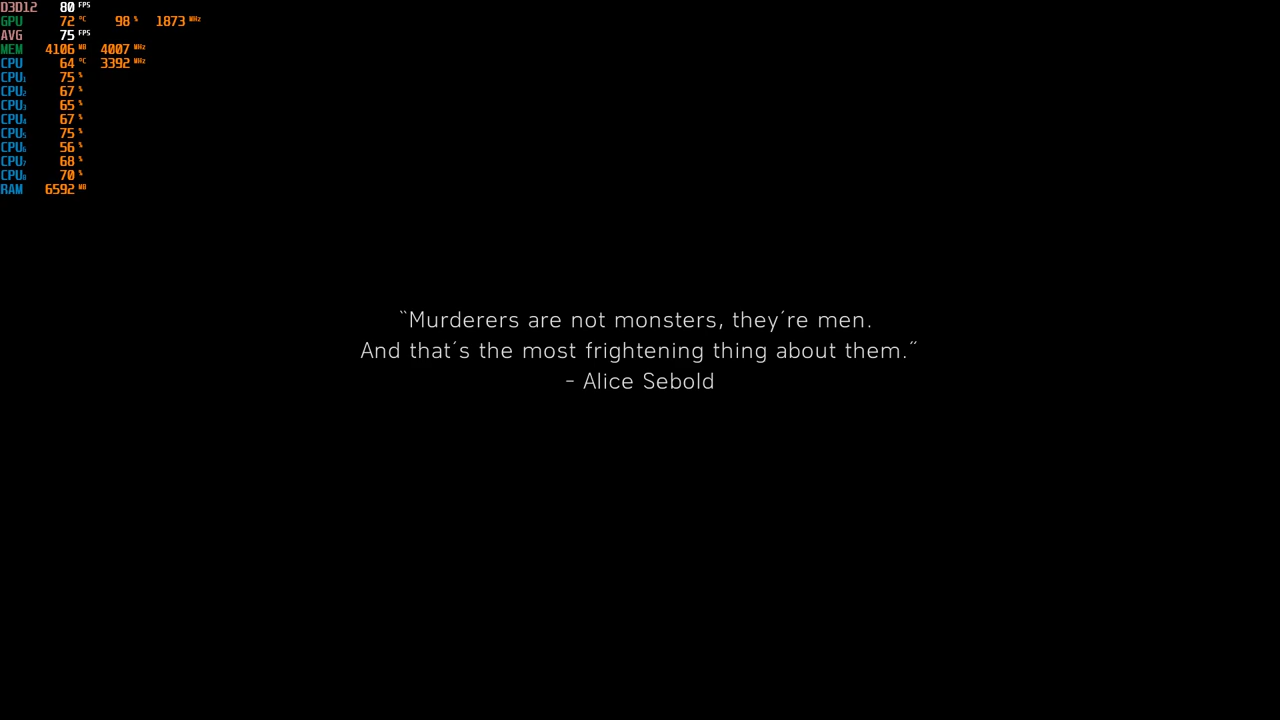 D3D12 80 FPS
GPU 72 °C 98 % 1873 MHz
AVG 75 FPS
MEM 4106 MB 4007 MHz
CPU 64 °C 3392 MHz
CPU1 75 %
CPU2 67 %
CPU3 65 %
CPU4 67 %
CPU5 75 %
CPU6 56 %
CPU7 68 %
CPU8 70 %
RAM 6592 MB
``Murderers are not monsters, they´re men.
And that´s the most frightening thing about them.˝
- Alice Sebold